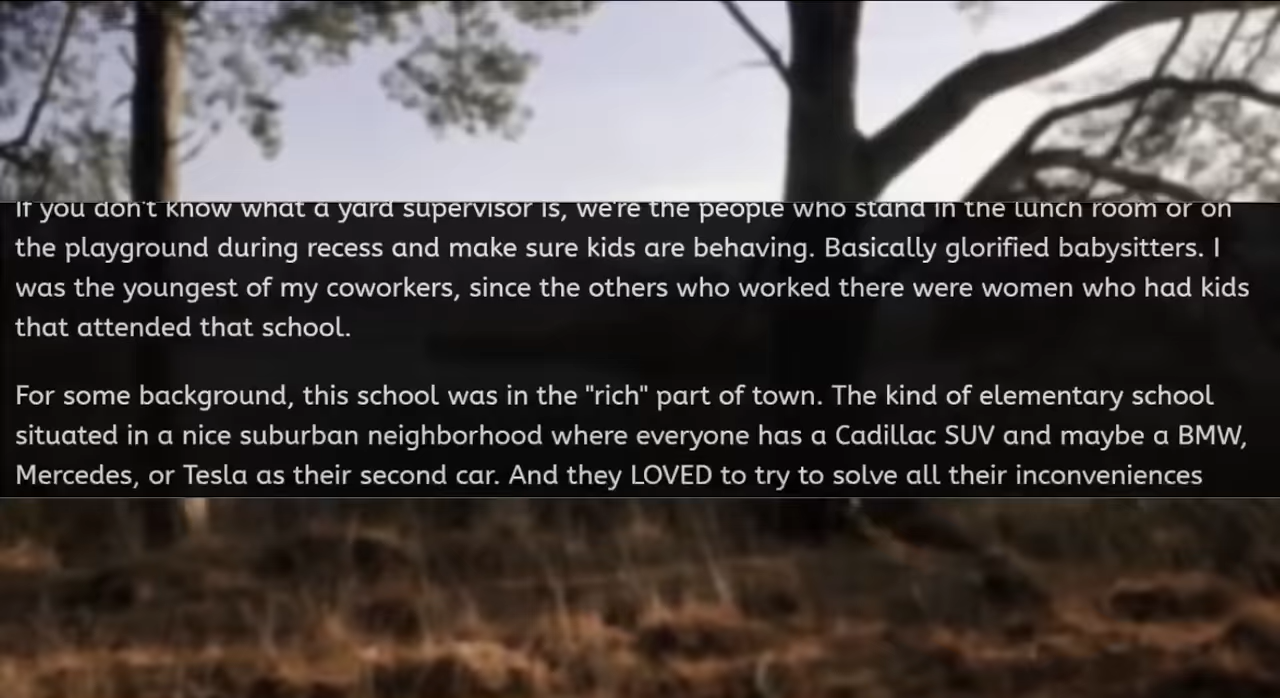 If you don't know what a yard supervisor is, we're the people who stand in the lunch room or on
the playground during recess and make sure kids are behaving. Basically glorified babysitters. I
was the youngest of my coworkers, since the others who worked there were women who had kids
that attended that school.
For some background, this school was in the "rich" part of town. The kind of elementary school
situated in a nice suburban neighborhood where everyone has a Cadillac SUV and maybe a BMW,
Mercedes, or Tesla as their second car. And they LOVED to try to solve all their inconveniences